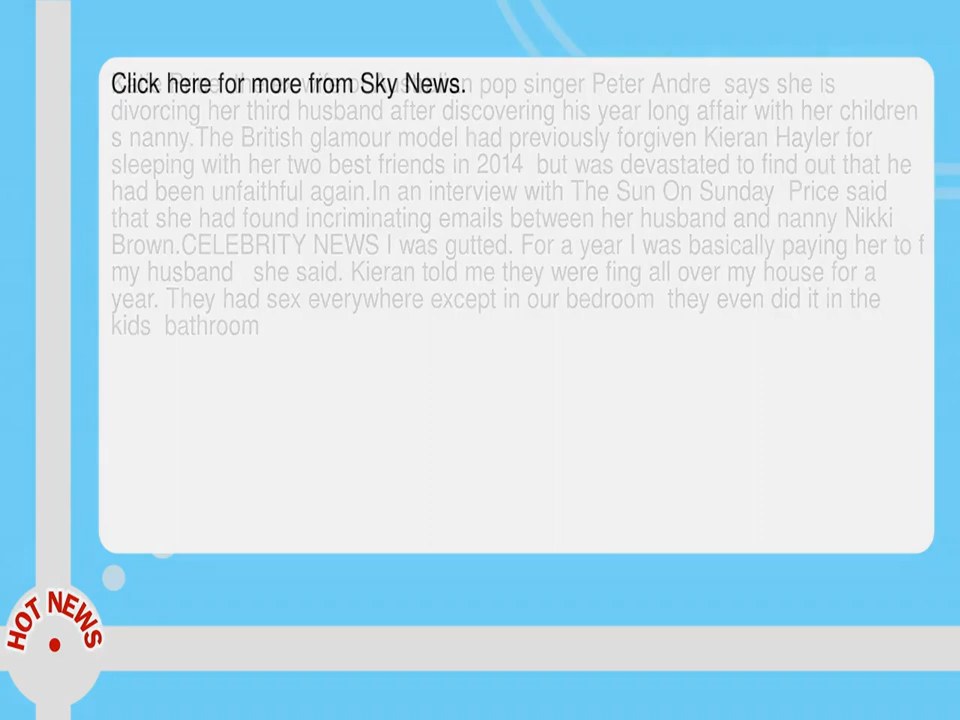 Click here for more from Sky News.
pop singer Peter Andre says she is
divorcing her third husband after discovering his year long affair with her children
s nanny.The British glamour model had previously forgiven Kieran Hayler for
sleeping with her two best friends in 2014 but was devastated to find out that he
had been unfaithful again.In an interview with The Sun On Sunday Price said
that she had found incriminating emails between her husband and nanny Nikki
Brown.CELEBRITY NEWS I was gutted. For a year I was basically paying her to f
my husband she said. Kieran told me they were fing all over my house for a
year. They had sex everywhere except in our bedroom they even did it in the
kids bathroom
HOT NEWS